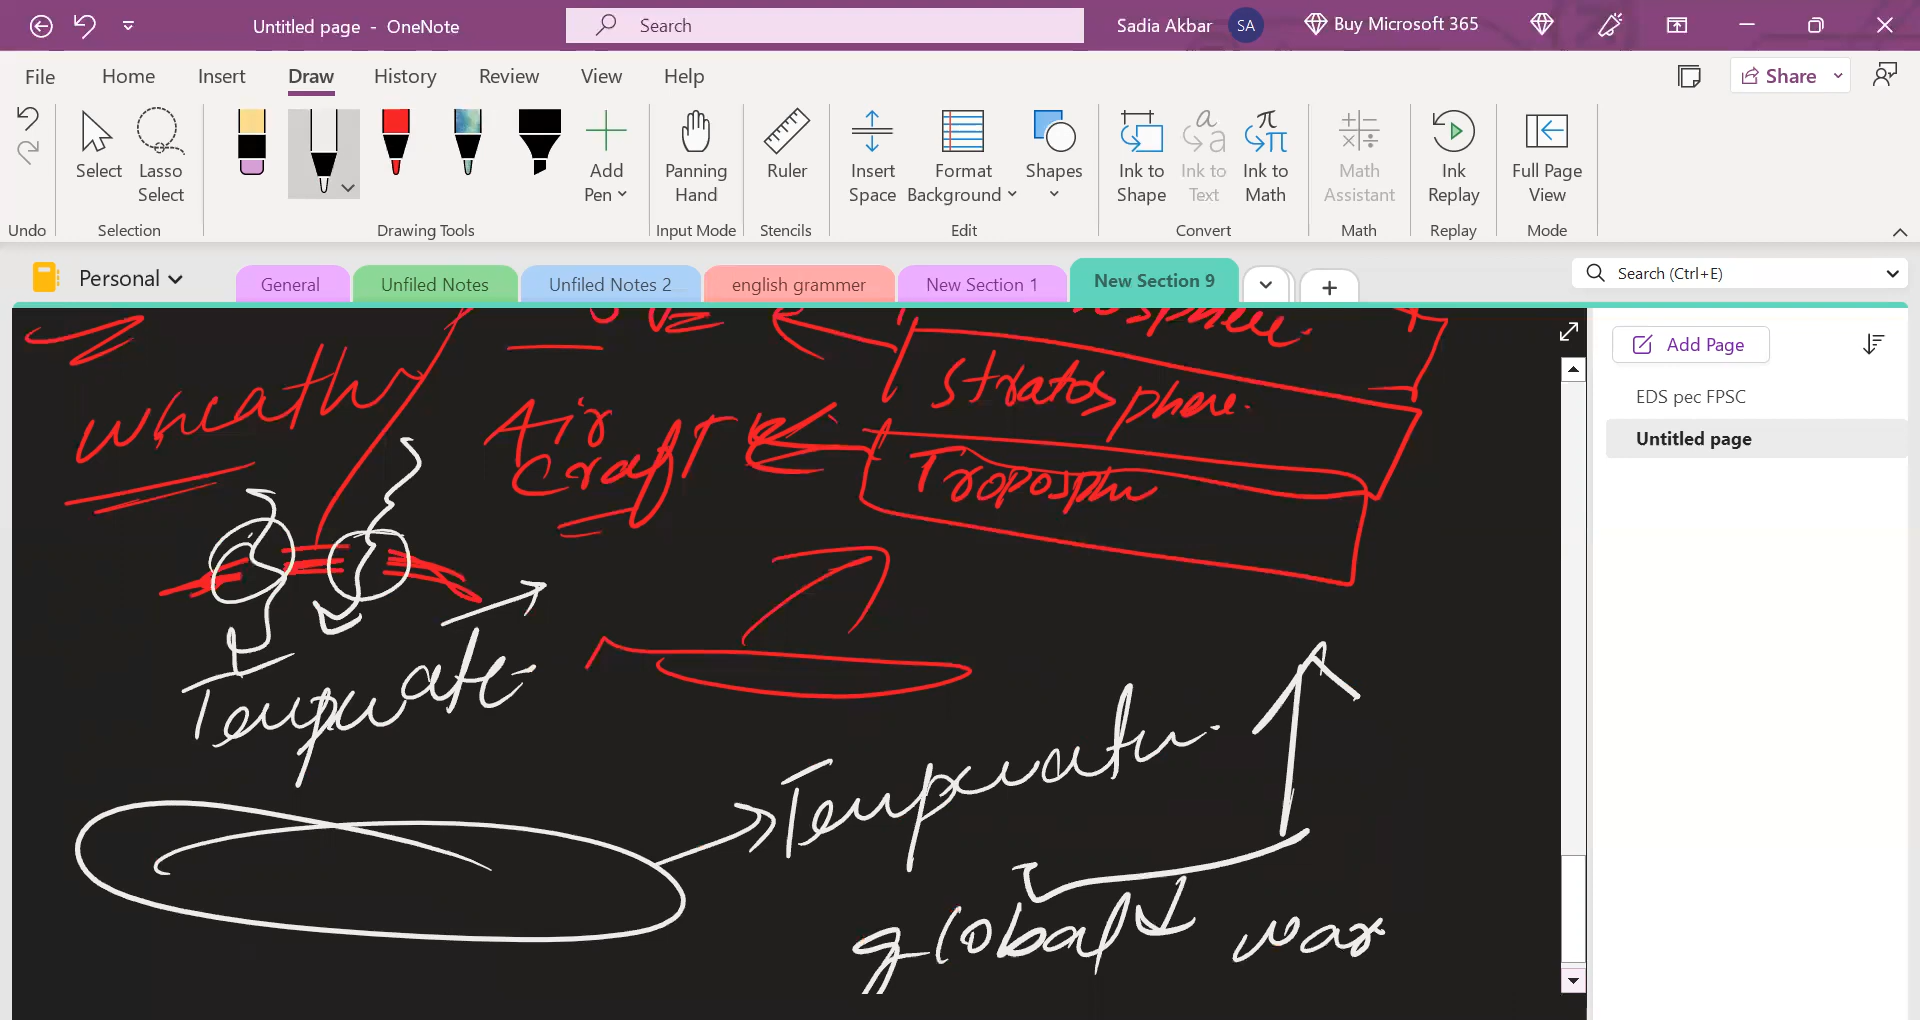 Untitled page - OneNote
Search
Sadia Akbar SA
Buy Microsoft 365
File Home Insert Draw History Review View Help
Share
Select
Lasso Select
Add Pen
Panning Hand
Ruler
Insert Space
Format Background
Shapes
Ink to Shape
Ink to Text
Ink to Math
Math Assistant
Ink Replay
Full Page View
Undo Selection Drawing Tools Input Mode Stencils Edit Convert Math Replay Mode
Personal
General Unfiled Notes Unfiled Notes 2 english grammer New Section 1 New Section 9
Search (Ctrl+E)
Add Page
EDS pec FPSC
Untitled page
Stratosphere.
Air
Craft
Troposphe
Temperature
Temperature
global war